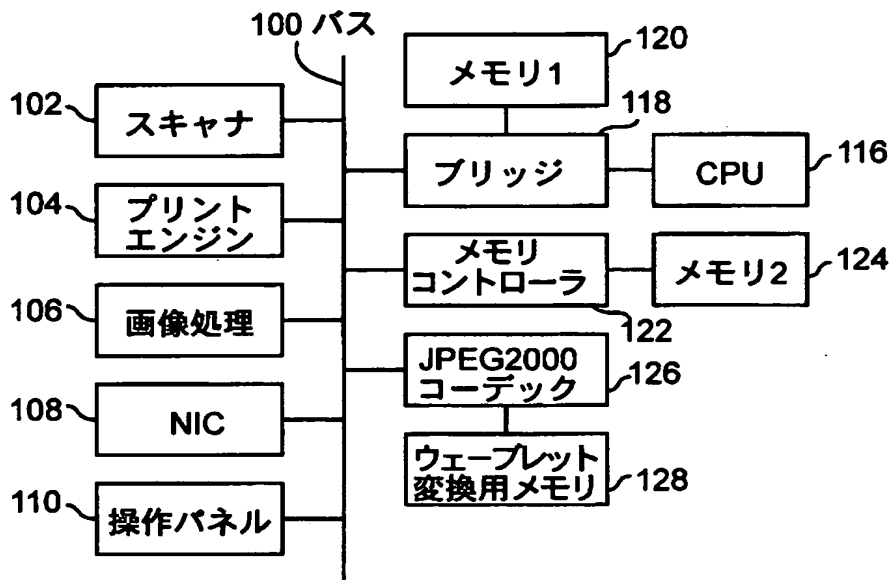 100 バス
102
スキャナ
104
プリント
エンジン
106
画像処理
108
NIC
110
操作パネル
メモリ1
120
ブリッジ
118
CPU
116
メモリ
コントローラ
122
メモリ2
124
JPEG2000
コーデック
126
ウェーブレット
変換用メモリ
128